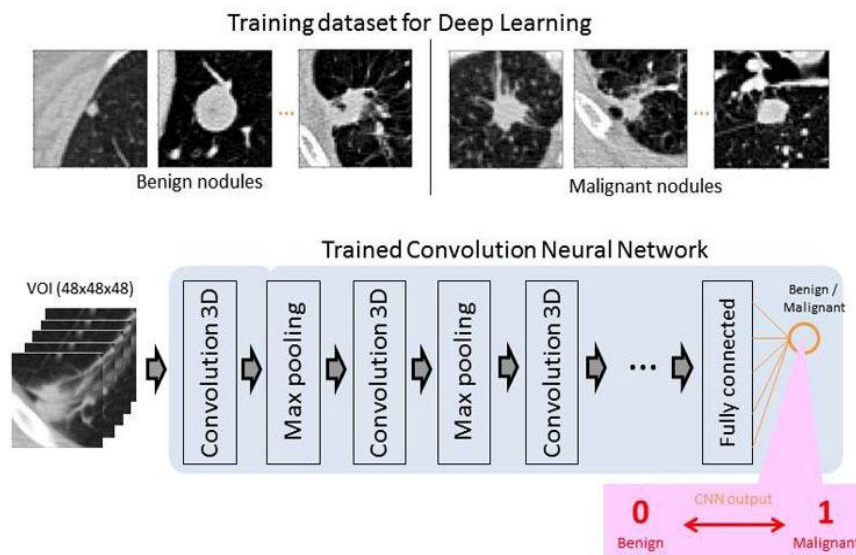 Training dataset for Deep Learning
...
...
Benign nodules
Malignant nodules
Trained Convolution Neural Network
VOI (48x48x48)
Convolution 3D
Max pooling
Convolution 3D
Max pooling
Convolution 3D
...
Fully connected
Benign /
Malignant
CNN output
0
1
Benign
Malignant